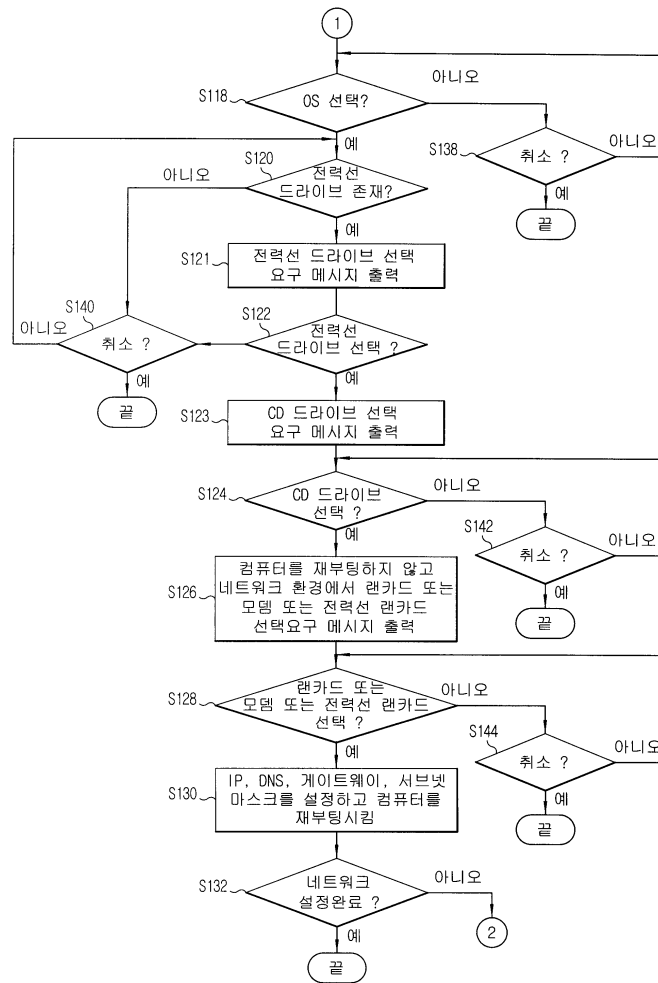 1
아니오
S118
OS 선택?
예
S138
취소 ?
아니오
예
끝
S120
아니오
전력선
드라이브 존재?
예
S121
전력선 드라이브 선택
요구 메시지 출력
S140
아니오
취소 ?
예
끝
S122
전력선
드라이브 선택 ?
예
S123
CD 드라이브 선택
요구 메시지 출력
S124
CD 드라이브
선택 ?
아니오
예
S142
취소 ?
아니오
예
끝
S126
컴퓨터를 재부팅하지 않고
네트워크 환경에서 랜카드 또는
모뎀 또는 전력선 랜카드
선택요구 메시지 출력
S128
랜카드 또는
모뎀 또는 전력선 랜카드
선택 ?
아니오
예
S144
취소 ?
아니오
예
끝
S130
IP, DNS, 게이트웨이, 서브넷
마스크를 설정하고 컴퓨터를
재부팅시킴
S132
네트워크
설정완료 ?
아니오
2
예
끝